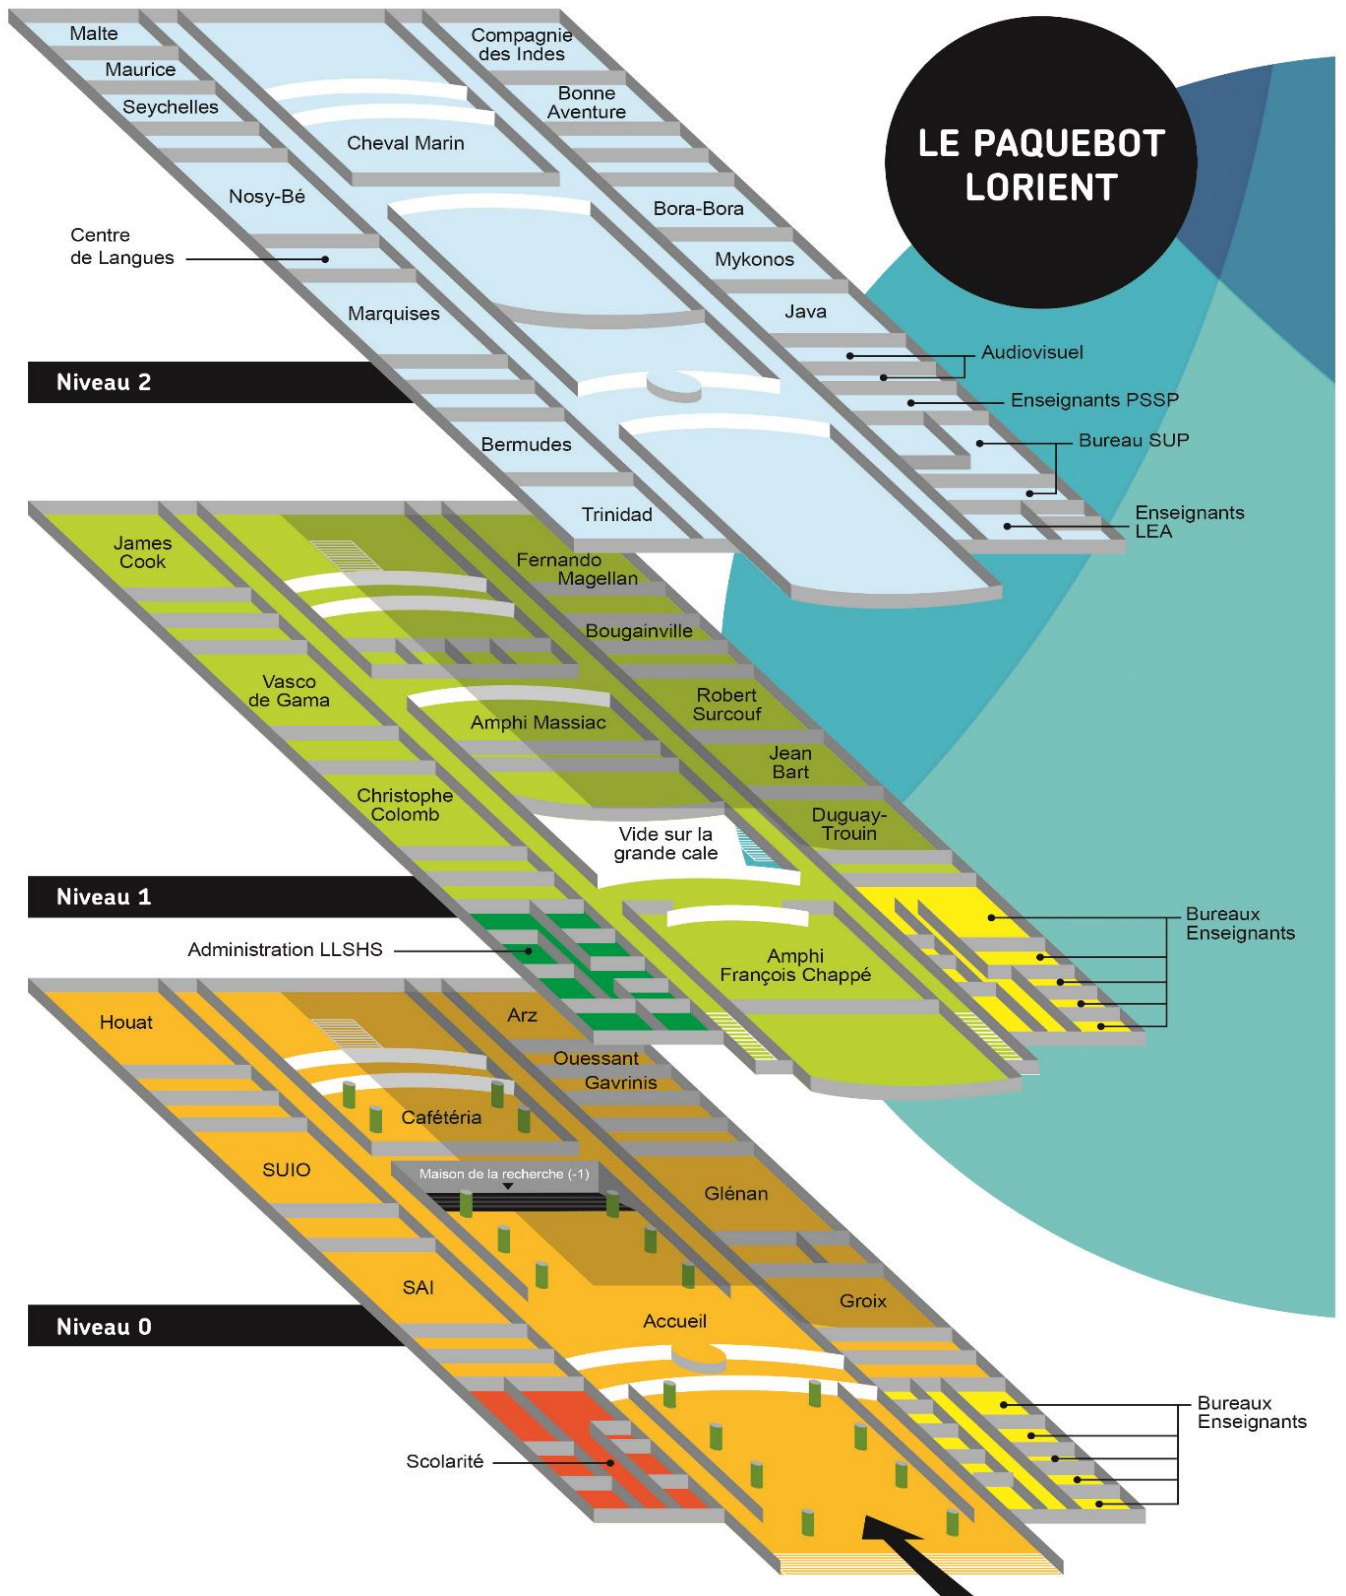 LE PAQUEBOT
LORIENT
Malte
Maurice
Seychelles
Nosy-Bé
Centre
de Langues
Marquises
Bermudes
Trinidad
Cheval Marin
Compagnie
des Indes
Bonne
Aventure
Bora-Bora
Mykonos
Java
Audiovisuel
Enseignants PSSP
Bureau SUP
Enseignants
LEA
Niveau 2
James
Cook
Vasco
de Gama
Christophe
Colomb
Administration LLSHS
Amphi Massiac
Vide sur la
grande cale
Amphi
François Chappé
Fernando
Magellan
Bougainville
Robert
Surcouf
Jean
Bart
Duguay-
Trouin
Bureaux
Enseignants
Niveau 1
Houat
SUIO
SAI
Scolarité
Cafétéria
Maison de la recherche (-1)
Accueil
Arz
Ouessant
Gavrinis
Glénan
Groix
Bureaux
Enseignants
Niveau 0